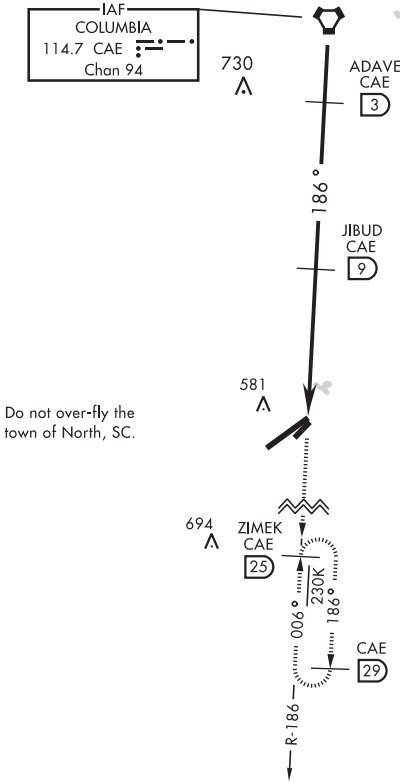 IAF
COLUMBIA
114.7 CAE
Chan 94
730
ADAVE
CAE
3
186°
JIBUD
CAE
9
581
Do not over-fly the
town of North, SC.
694
ZIMEK
CAE
25
230K
006°
186°
CAE
29
R-186